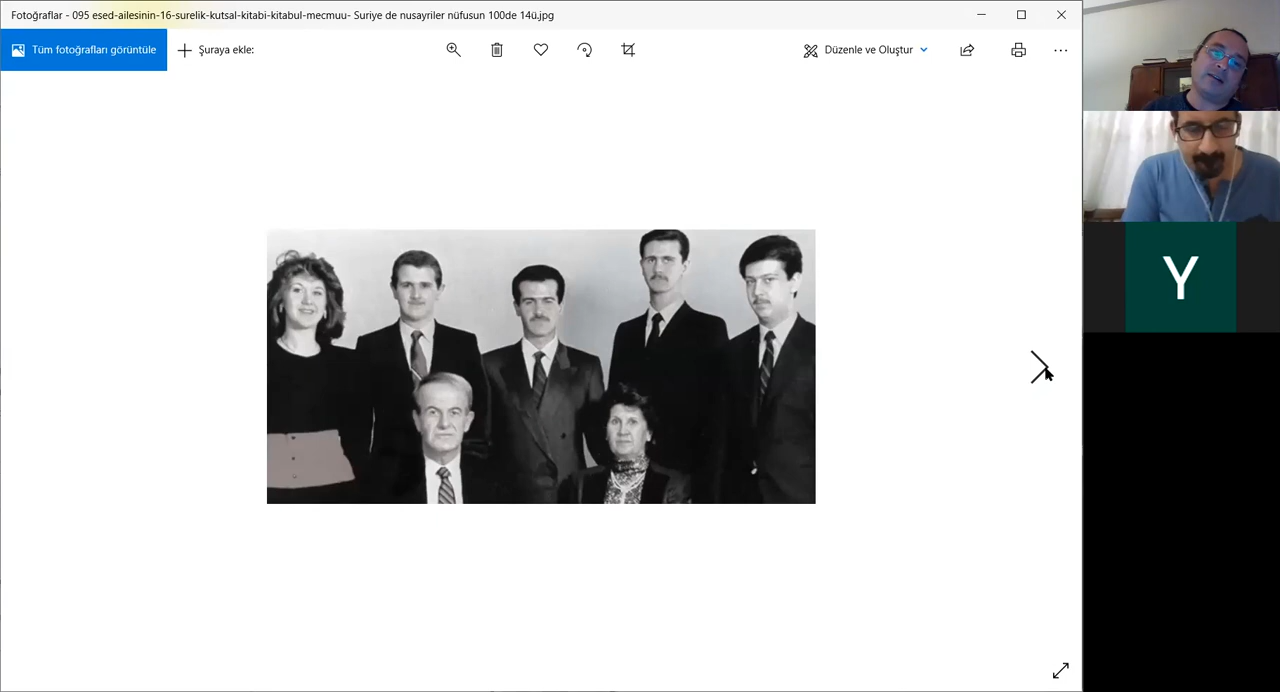 Fotoğraflar - 095 esed-ailesinin-16-surelik-kutsal-kitabi-kitabul-mecmuu- Suriye de nusayriler nüfusun 100de 14ü.jpg
Tüm fotoğrafları görüntüle
Şuraya ekle:
Düzenle ve Oluştur
Y